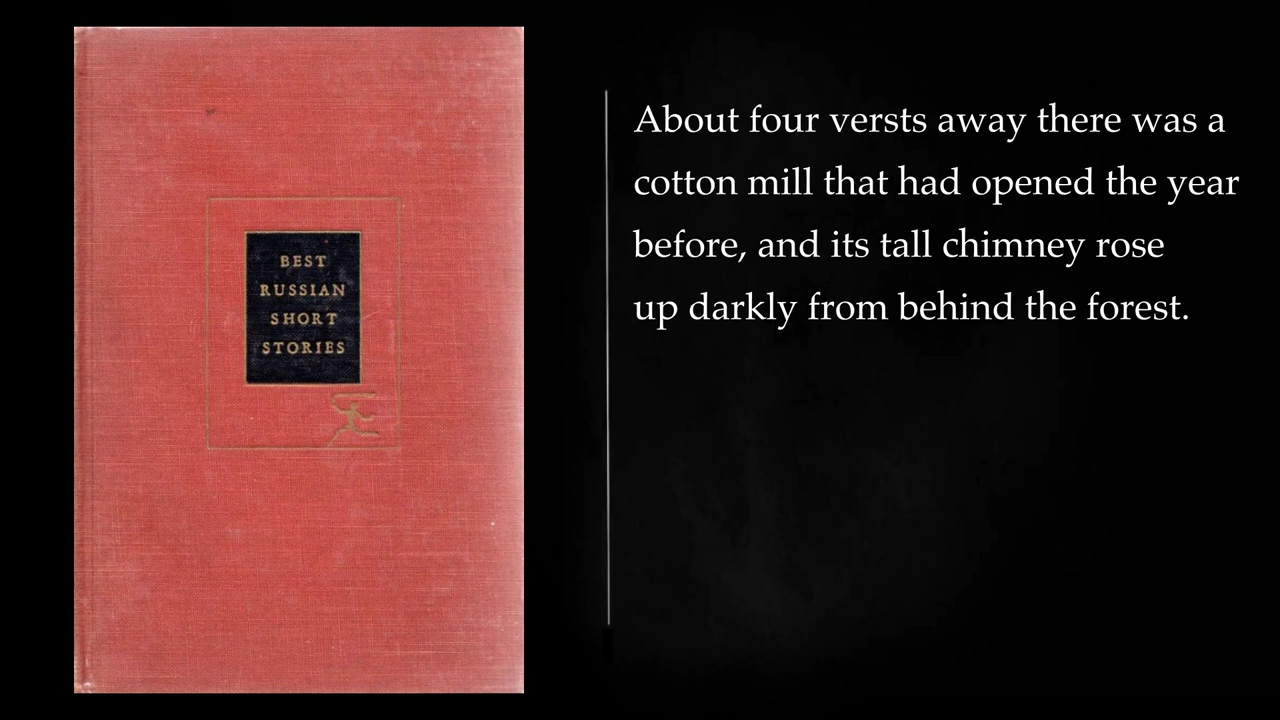 BEST
RUSSIAN
SHORT
STORIES
About four versts away there was a
cotton mill that had opened the year
before, and its tall chimney rose
up darkly from behind the forest.